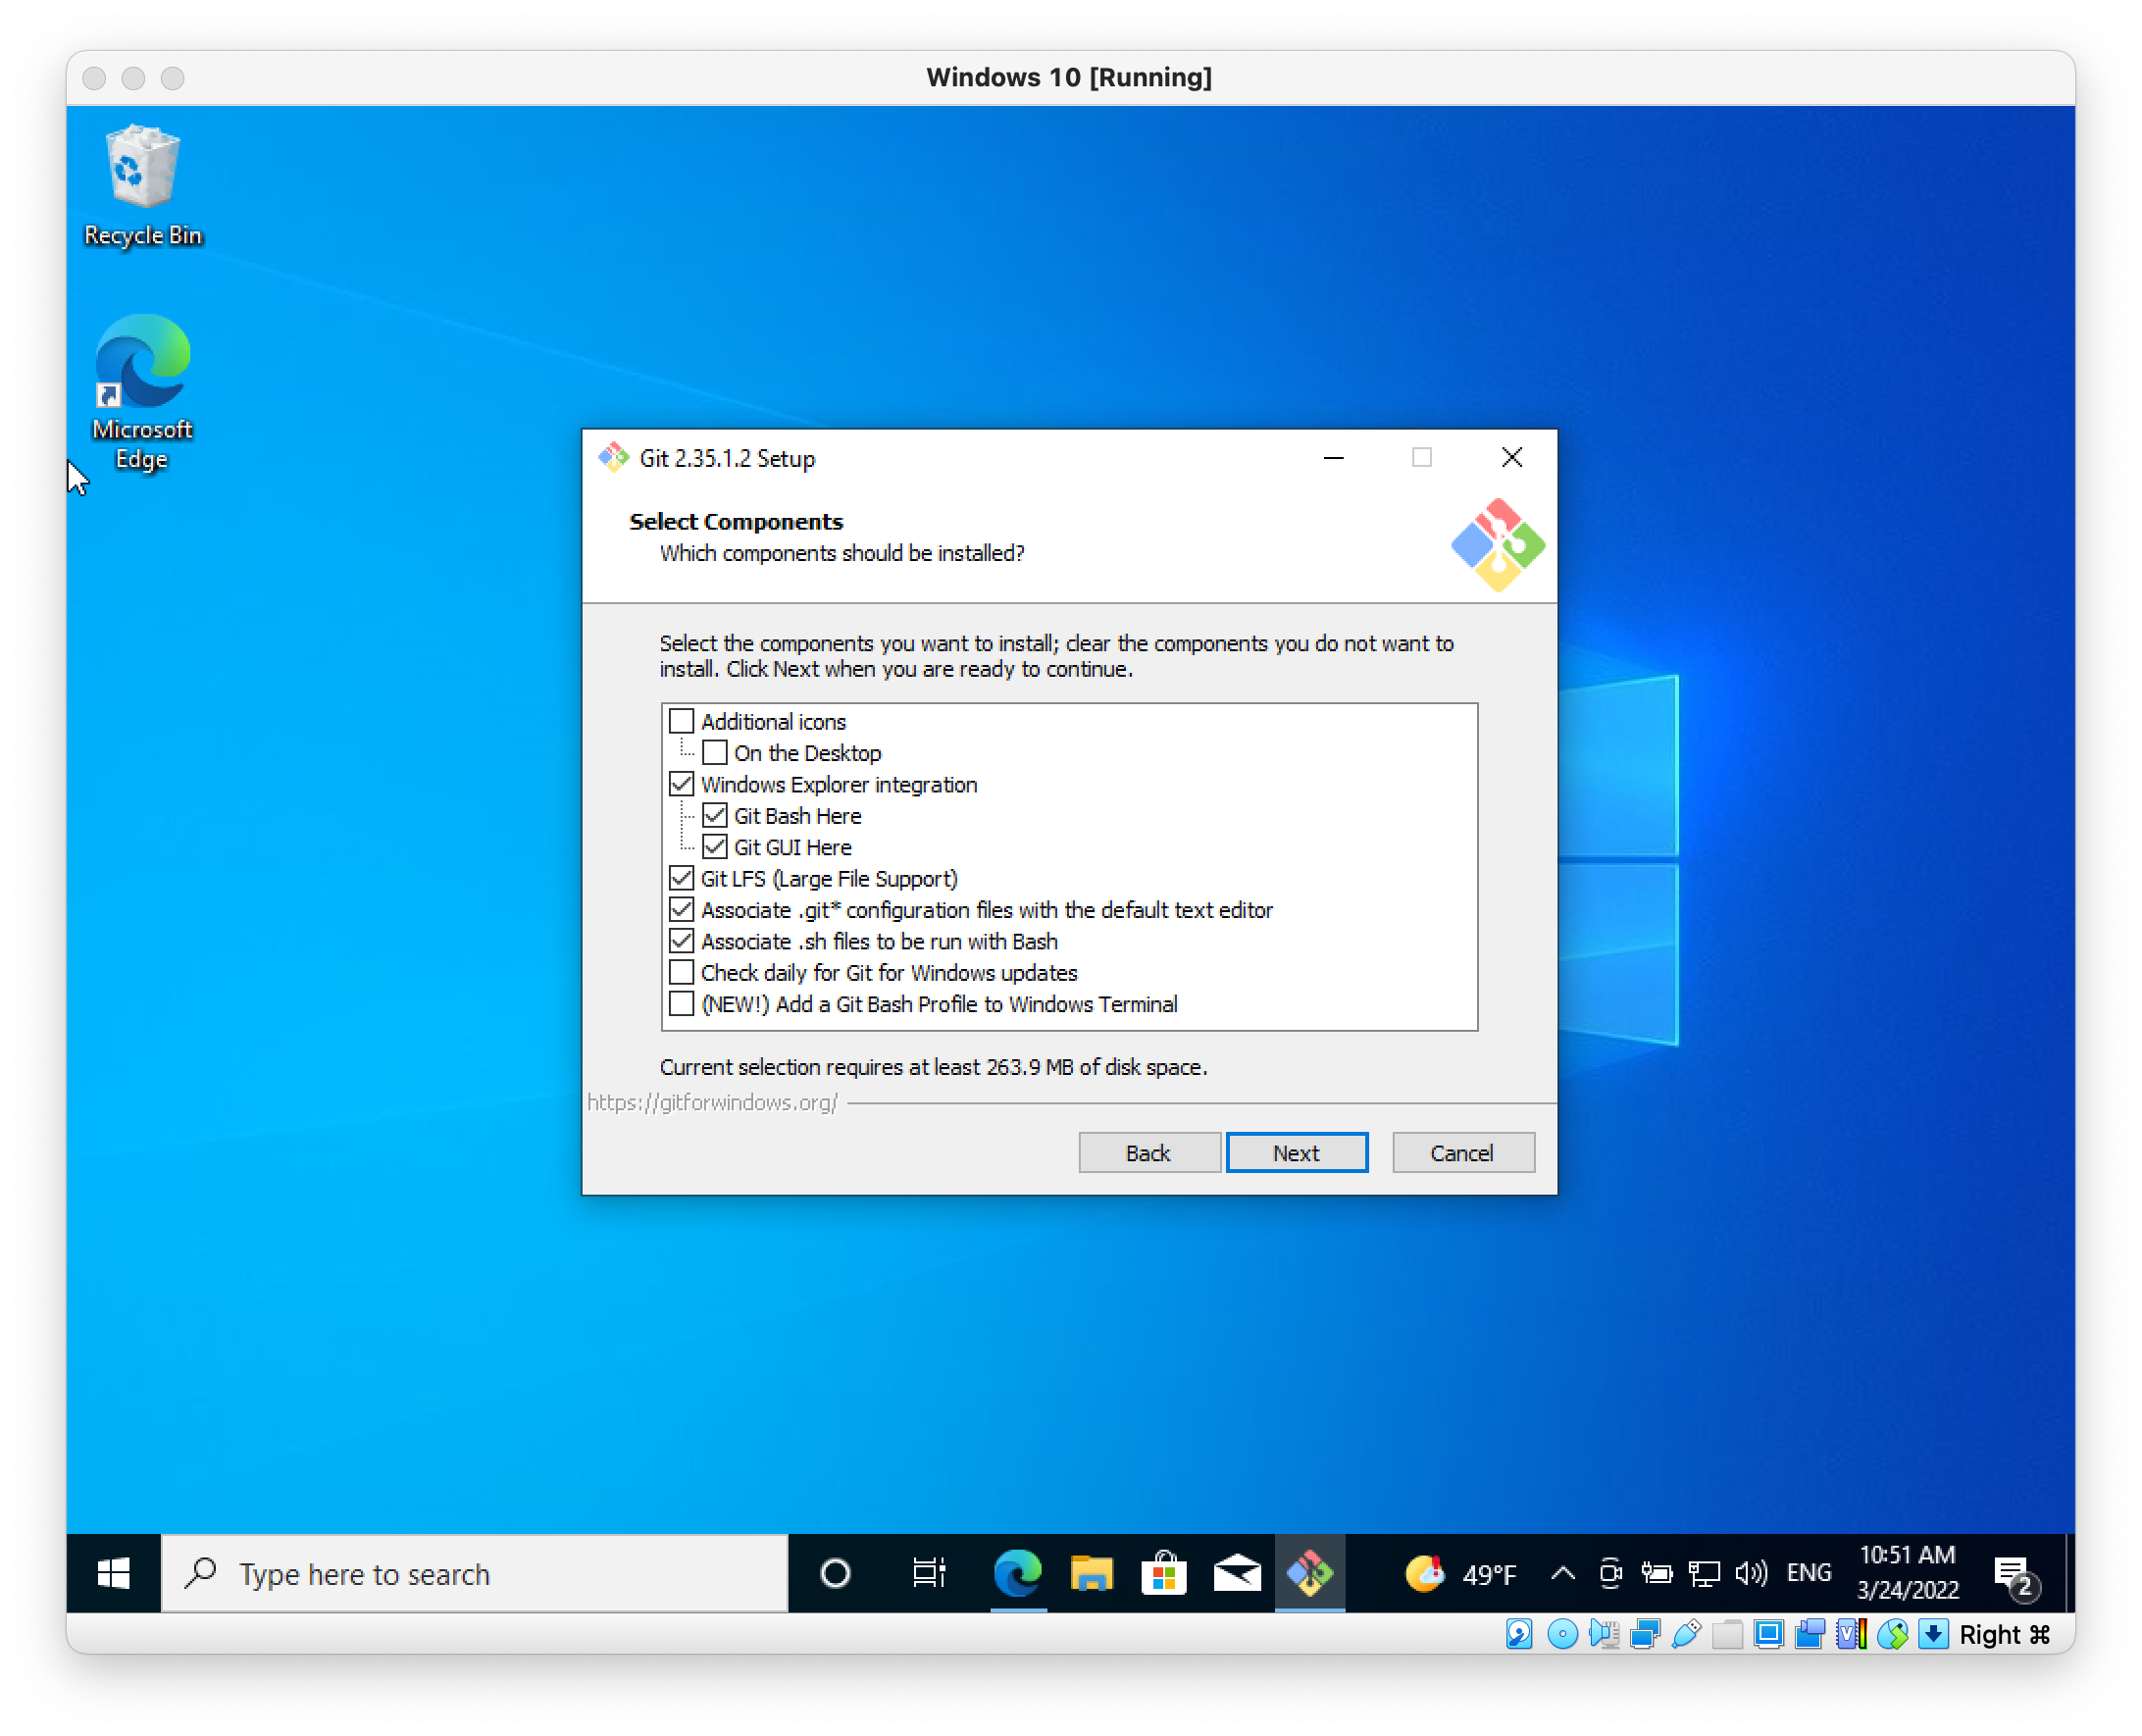 Windows 10 [Running]
Recycle Bin
Microsoft
Edge
Git 2.35.1.2 Setup
Select Components
Which components should be installed?
Select the components you want to install; clear the components you do not want to
install. Click Next when you are ready to continue.
Additional icons
On the Desktop
Windows Explorer integration
Git Bash Here
Git GUI Here
Git LFS (Large File Support)
Associate .git* configuration files with the default text editor
Associate .sh files to be run with Bash
Check daily for Git for Windows updates
(NEW!) Add a Git Bash Profile to Windows Terminal
Current selection requires at least 263.9 MB of disk space.
https://gitforwindows.org/
Back Next Cancel
Type here to search
49°F
ENG
10:51 AM
3/24/2022
2
Right ⌘